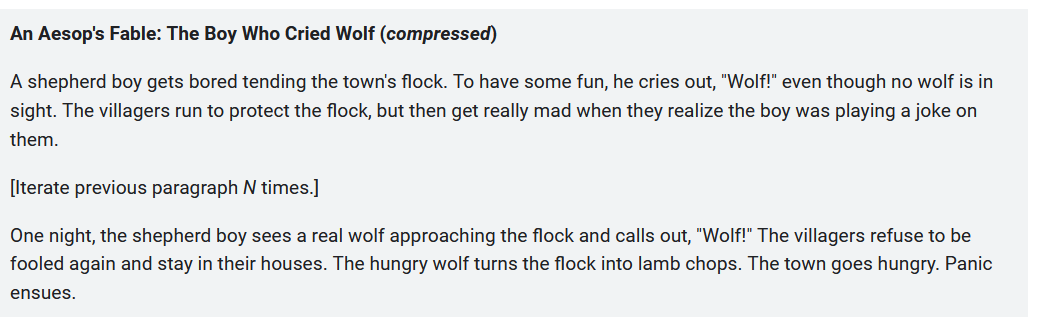 An Aesop's Fable: The Boy Who Cried Wolf (compressed)
A shepherd boy gets bored tending the town's flock. To have some fun, he cries out, "Wolf!" even though no wolf is in
sight. The villagers run to protect the flock, but then get really mad when they realize the boy was playing a joke on
them.
[Iterate previous paragraph N times.]
One night, the shepherd boy sees a real wolf approaching the flock and calls out, "Wolf!" The villagers refuse to be
fooled again and stay in their houses. The hungry wolf turns the flock into lamb chops. The town goes hungry. Panic
ensues.